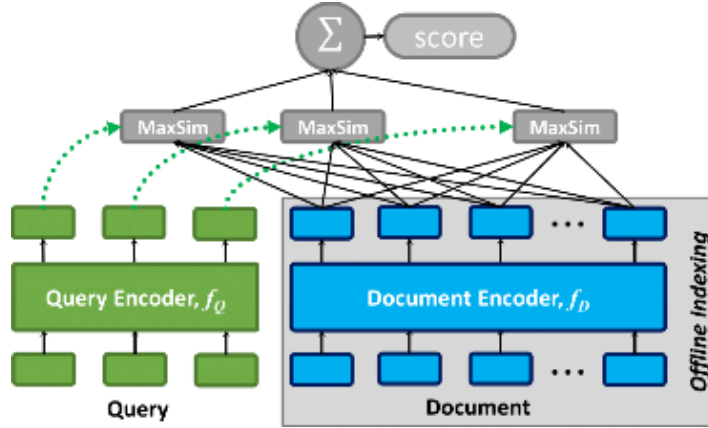 Σ
score
MaxSim
MaxSim
MaxSim
Query Encoder, f_Q
Document Encoder, f_D
Query
Document
Offline Indexing